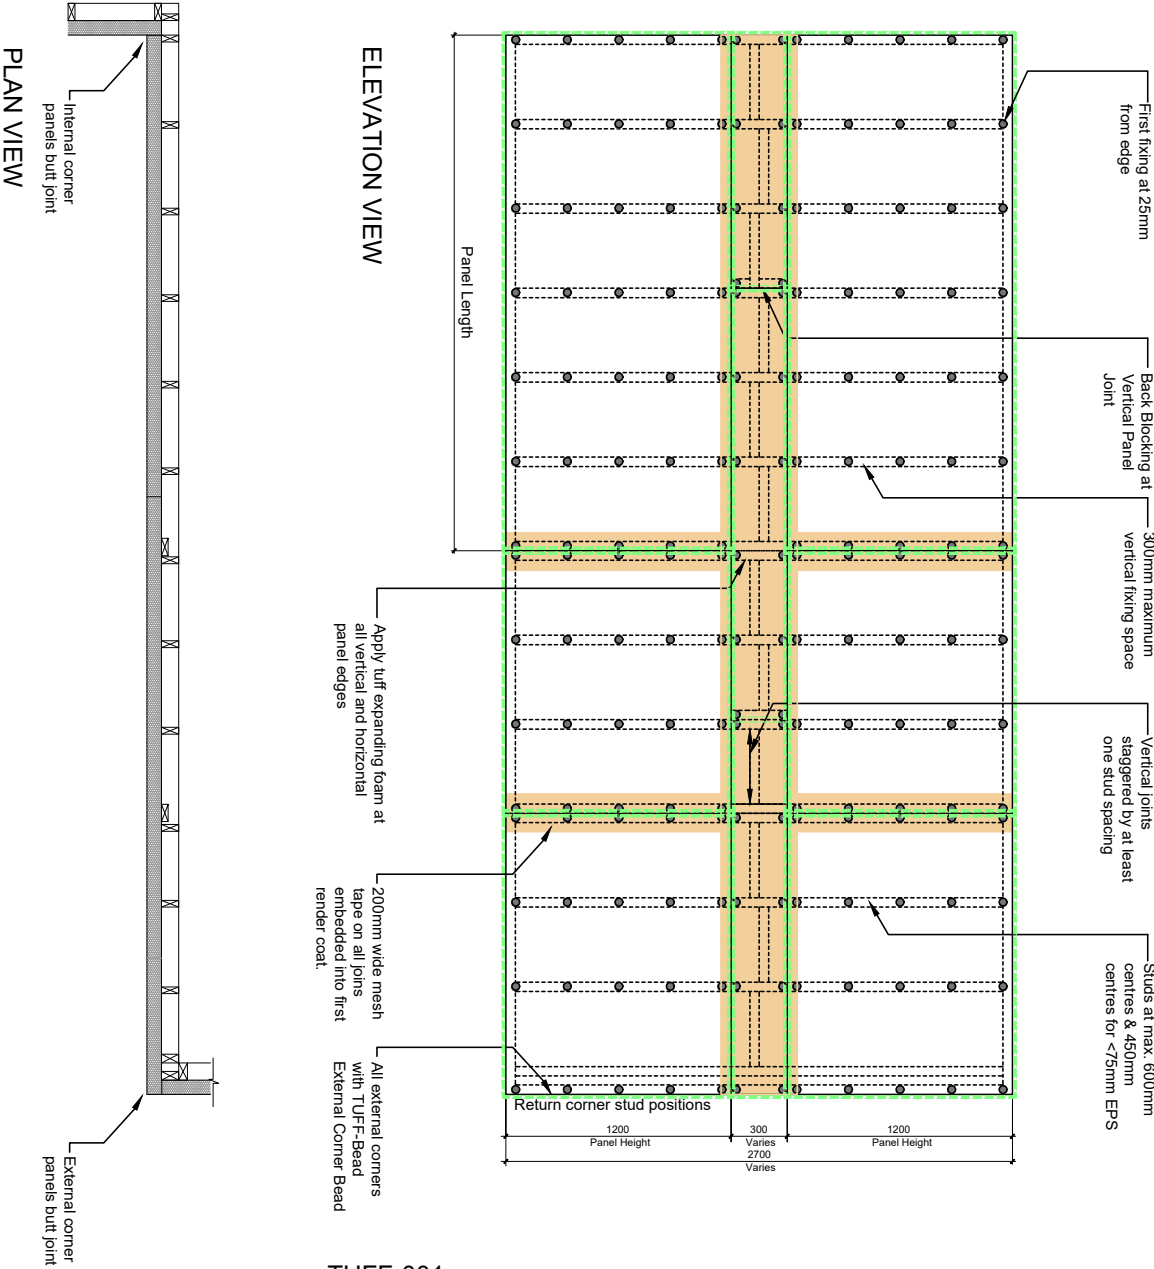 First fixing at 25mm
from edge
Back Blocking at
Vertical Panel
Joint
300mm maximum
vertical fixing space
Vertical joints
staggered by at least
one stud spacing
Studs at max. 600mm
centres & 450mm
centres for <75mm EPS
Panel Length
ELEVATION VIEW
Apply tuff expanding foam at
all vertical and horizontal
panel edges
200mm wide mesh
tape on all joins
embedded into first
render coat.
All external corners
with TUFF-Bead
External Corner Bead
Return corner stud positions
1200
Panel Height
300
Varies
1200
Panel Height
2700
Varies
Internal corner
panels butt joint
External corner
panels butt joint
PLAN VIEW